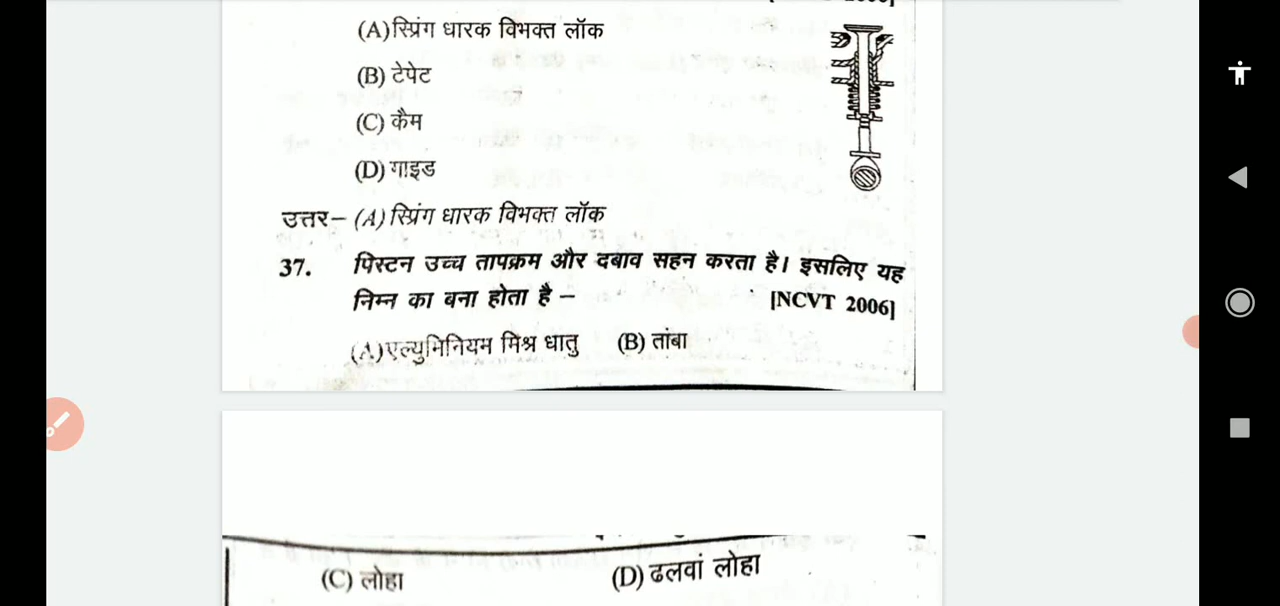 (A) स्प्रिंग धारक विभक्त लॉक
(B) टेपेट
(C) कैम
(D) गाइड
उत्तर– (A) स्प्रिंग धारक विभक्त लॉक
37. पिस्टन उच्च तापक्रम और दबाव सहन करता है। इसलिए यह
निम्न का बना होता है – [NCVT 2006]
(A) एल्युमिनियम मिश्र धातु (B) तांबा
(C) लोहा (D) ढलवां लोहा